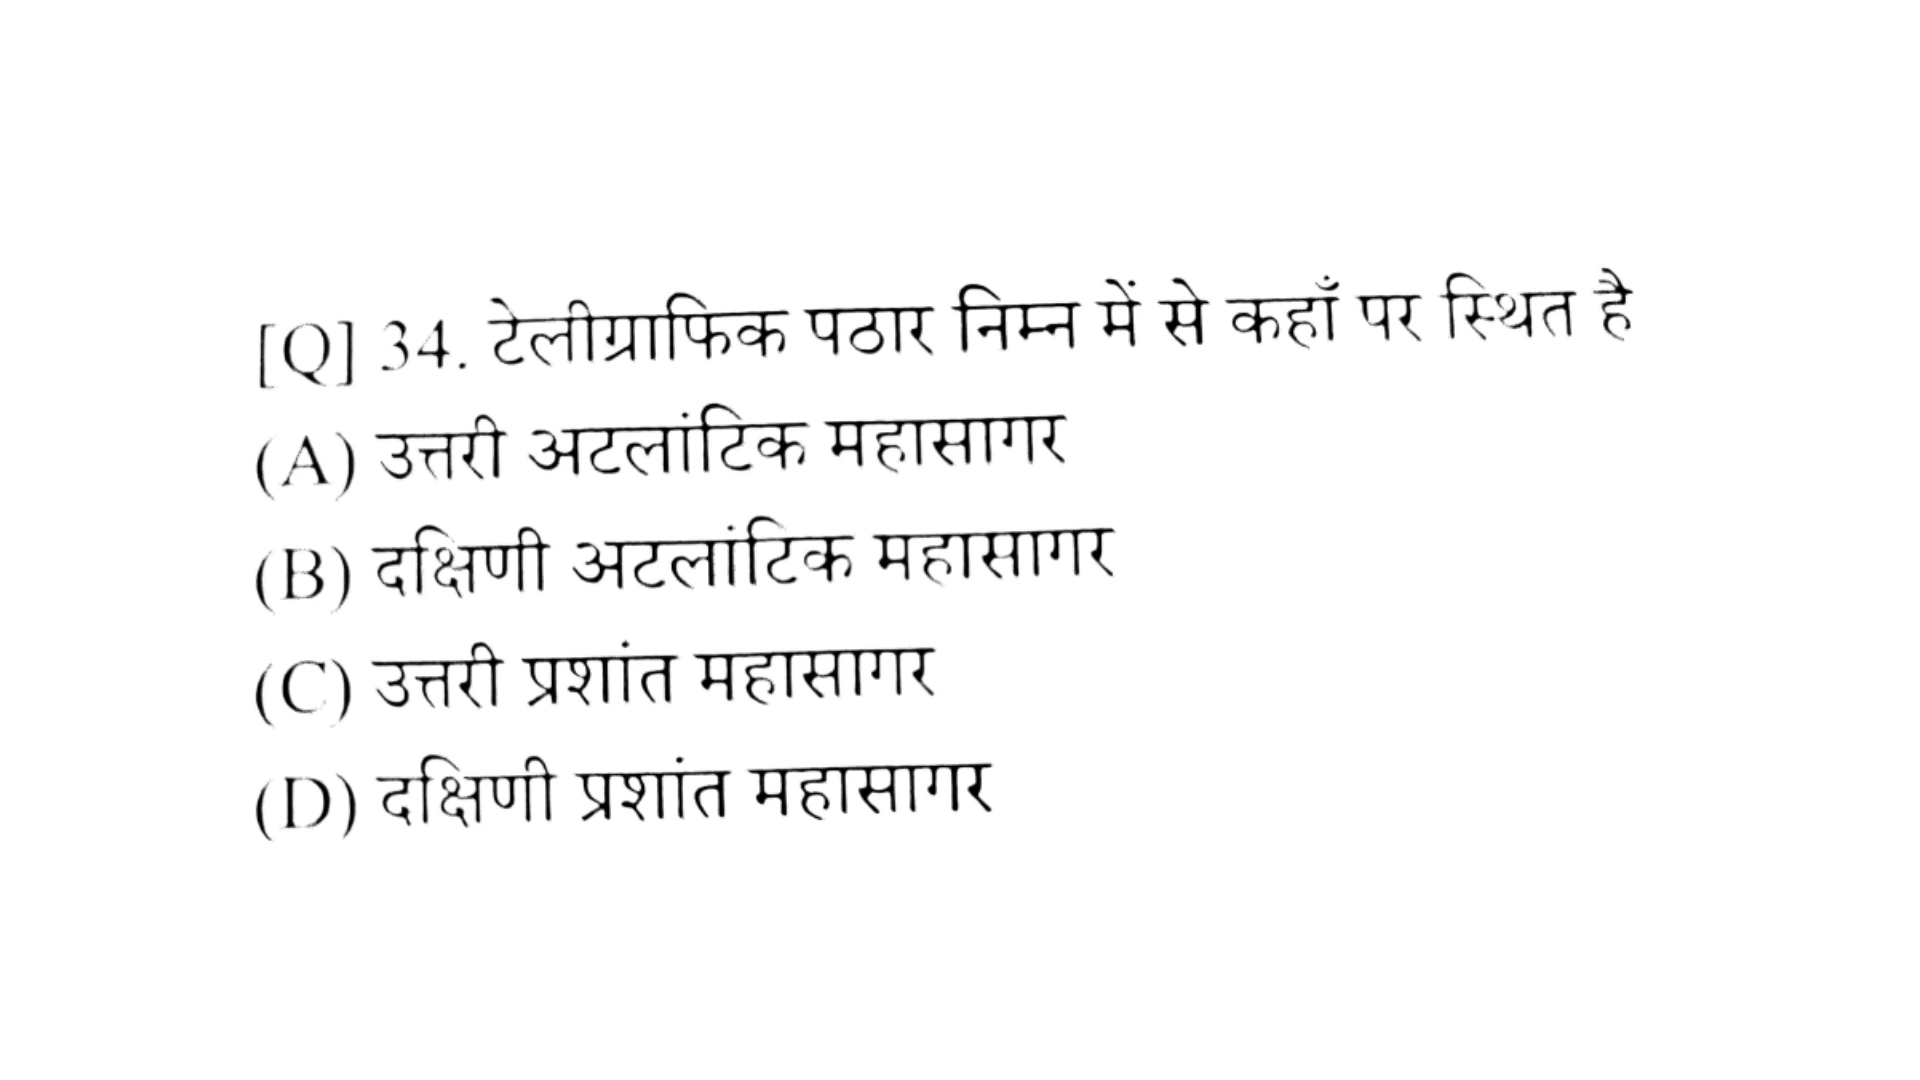 [Q] 34. टेलीग्राफिक पठार निम्न में से कहाँ पर स्थित है
(A) उत्तरी अटलांटिक महासागर
(B) दक्षिणी अटलांटिक महासागर
(C) उत्तरी प्रशांत महासागर
(D) दक्षिणी प्रशांत महासागर